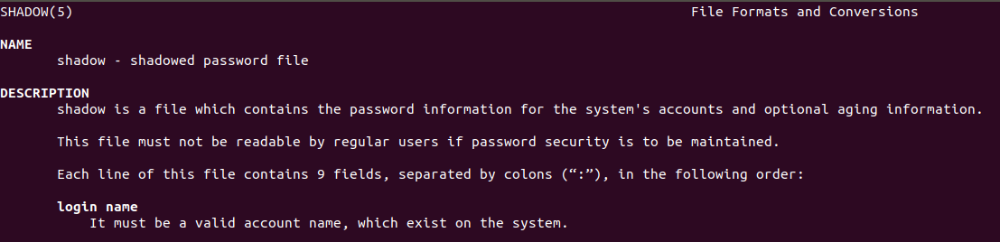 SHADOW(5) File Formats and Conversions
NAME
shadow - shadowed password file
DESCRIPTION
shadow is a file which contains the password information for the system's accounts and optional aging information.
This file must not be readable by regular users if password security is to be maintained.
Each line of this file contains 9 fields, separated by colons (“:”), in the following order:
login name
It must be a valid account name, which exist on the system.